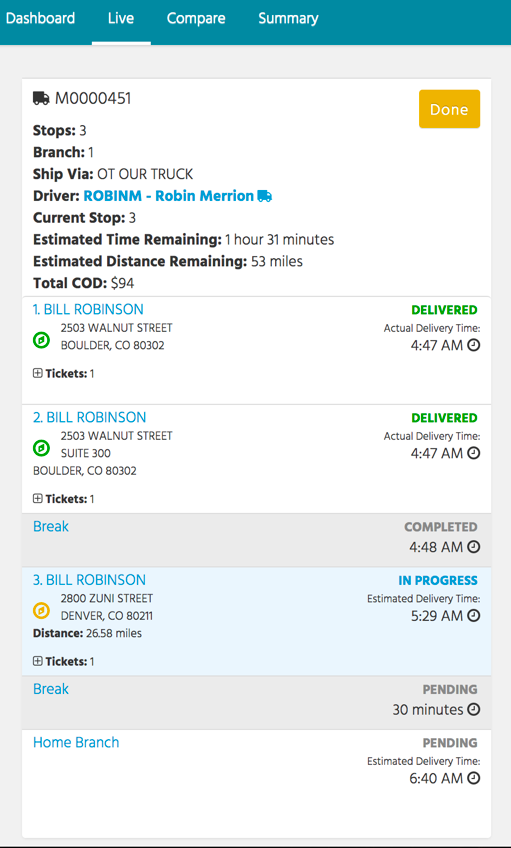 Dashboard Live Compare Summary
M0000451
Done
Stops: 3
Branch: 1
Ship Via: OT OUR TRUCK
Driver: ROBINM - Robin Merrion
Current Stop: 3
Estimated Time Remaining: 1 hour 31 minutes
Estimated Distance Remaining: 53 miles
Total COD: $94
1. BILL ROBINSON DELIVERED
2503 WALNUT STREET Actual Delivery Time:
BOULDER, CO 80302 4:47 AM
Tickets: 1
2. BILL ROBINSON DELIVERED
2503 WALNUT STREET Actual Delivery Time:
SUITE 300 4:47 AM
BOULDER, CO 80302
Tickets: 1
Break COMPLETED
4:48 AM
3. BILL ROBINSON IN PROGRESS
2800 ZUNI STREET Estimated Delivery Time:
DENVER, CO 80211 5:29 AM
Distance: 26.58 miles
Tickets: 1
Break PENDING
30 minutes
Home Branch PENDING
Estimated Delivery Time:
6:40 AM